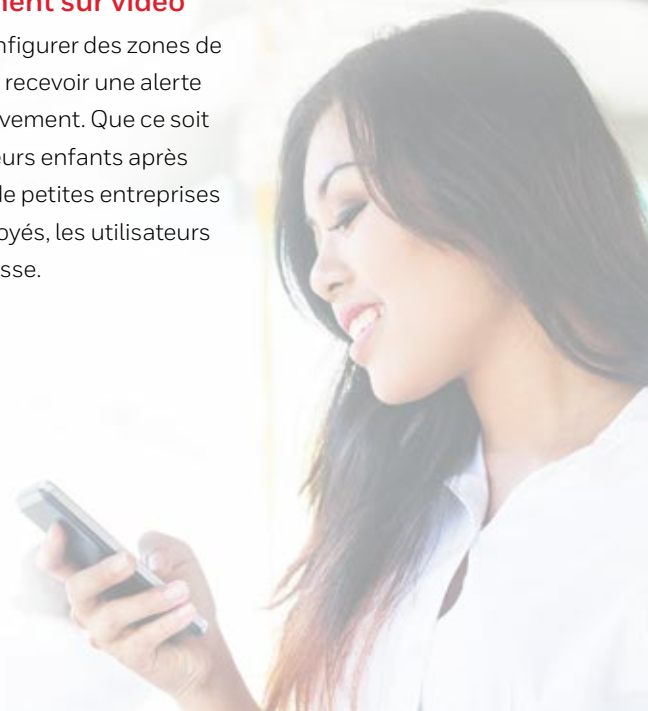 ment sur vidéo
nfigurer des zones de
recevoir une alerte
vement. Que ce soit
eurs enfants après
de petites entreprises
oyés, les utilisateurs
sse.